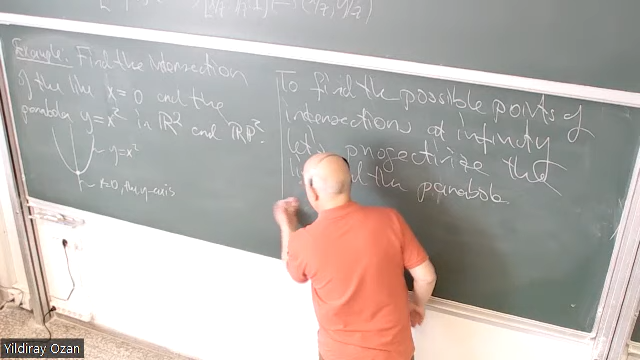 Example: Find the Intersection
of the line x=0 and the
parabola y=x² in ℝ² and ℝP².
y=x²
x=0, the y-axis
To find the possible points of
intersections at infinity
let's projectivize the
the parabola.
Yildiray Ozan